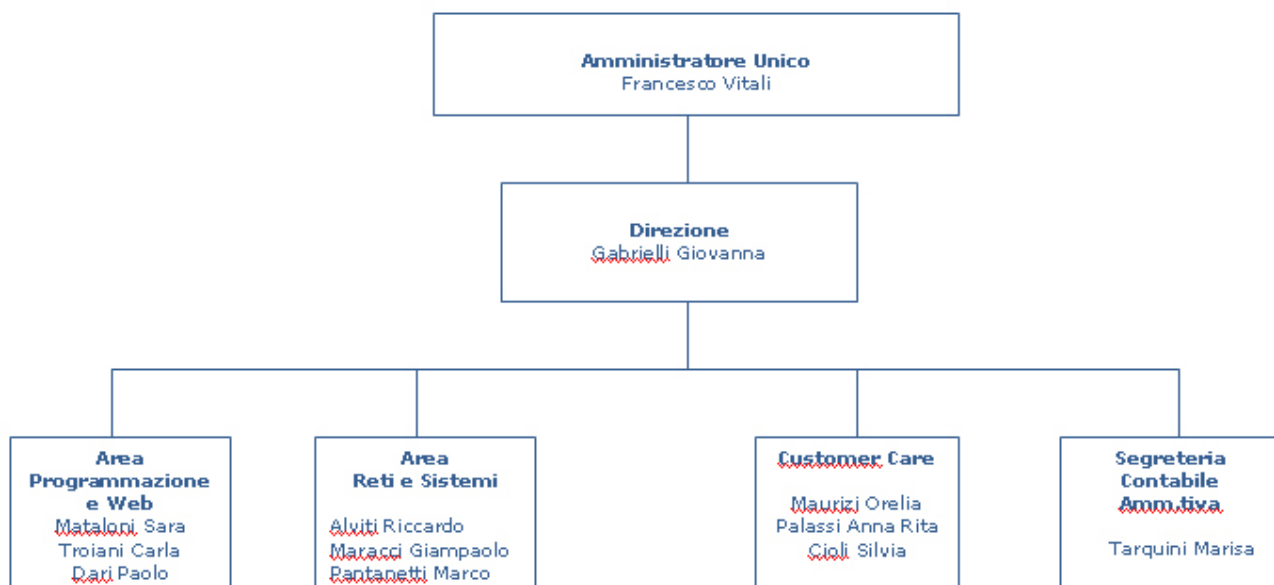 Amministratore Unico
Francesco Vitali
Direzione
Gabrielli Giovanna
Area
Programmazione
e Web
Mataloni Sara
Troiani Carla
Dari Paolo
Area
Reti e Sistemi
Alviti Riccardo
Maracci Giampaolo
Pantanetti Marco
Customer Care
Maurizi Orelia
Palassi Anna Rita
Cioli Silvia
Segreteria
Contabile
Amm.tiva
Tarquini Marisa